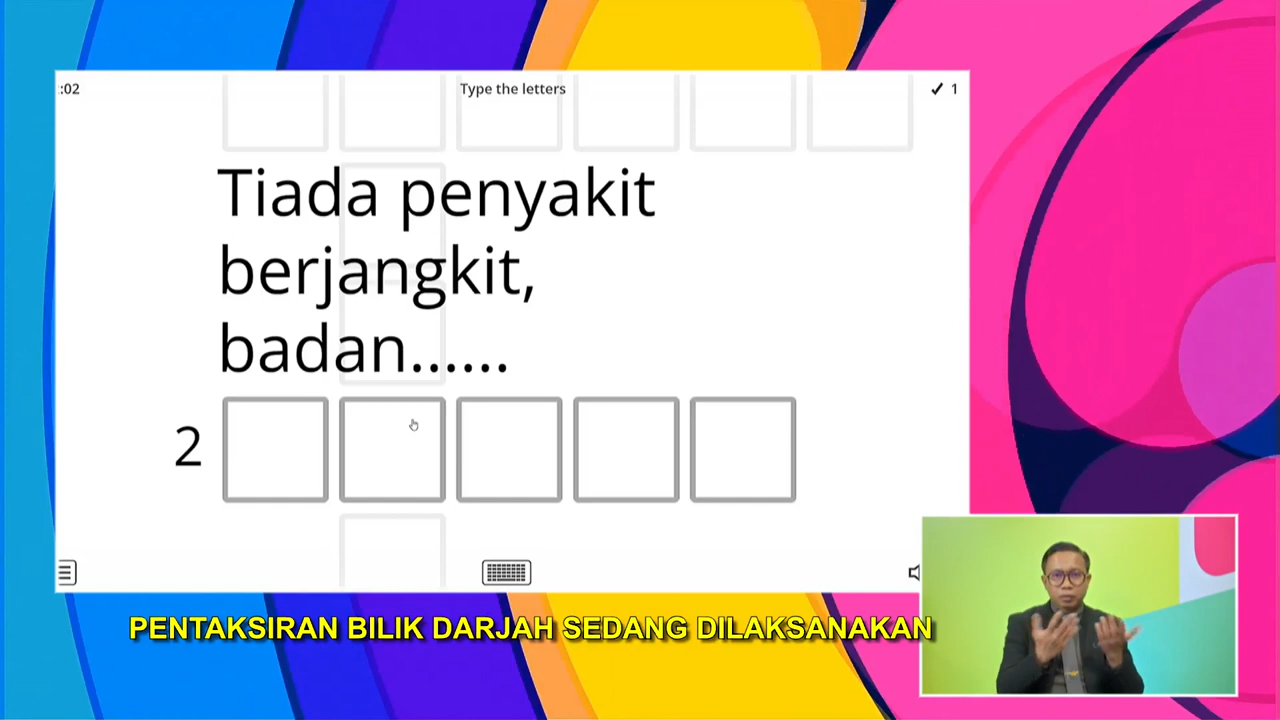 :02
Type the letters
✓ 1
Tiada penyakit
berjangkit,
badan......
2
PENTAKSIRAN BILIK DARJAH SEDANG DILAKSANAKAN